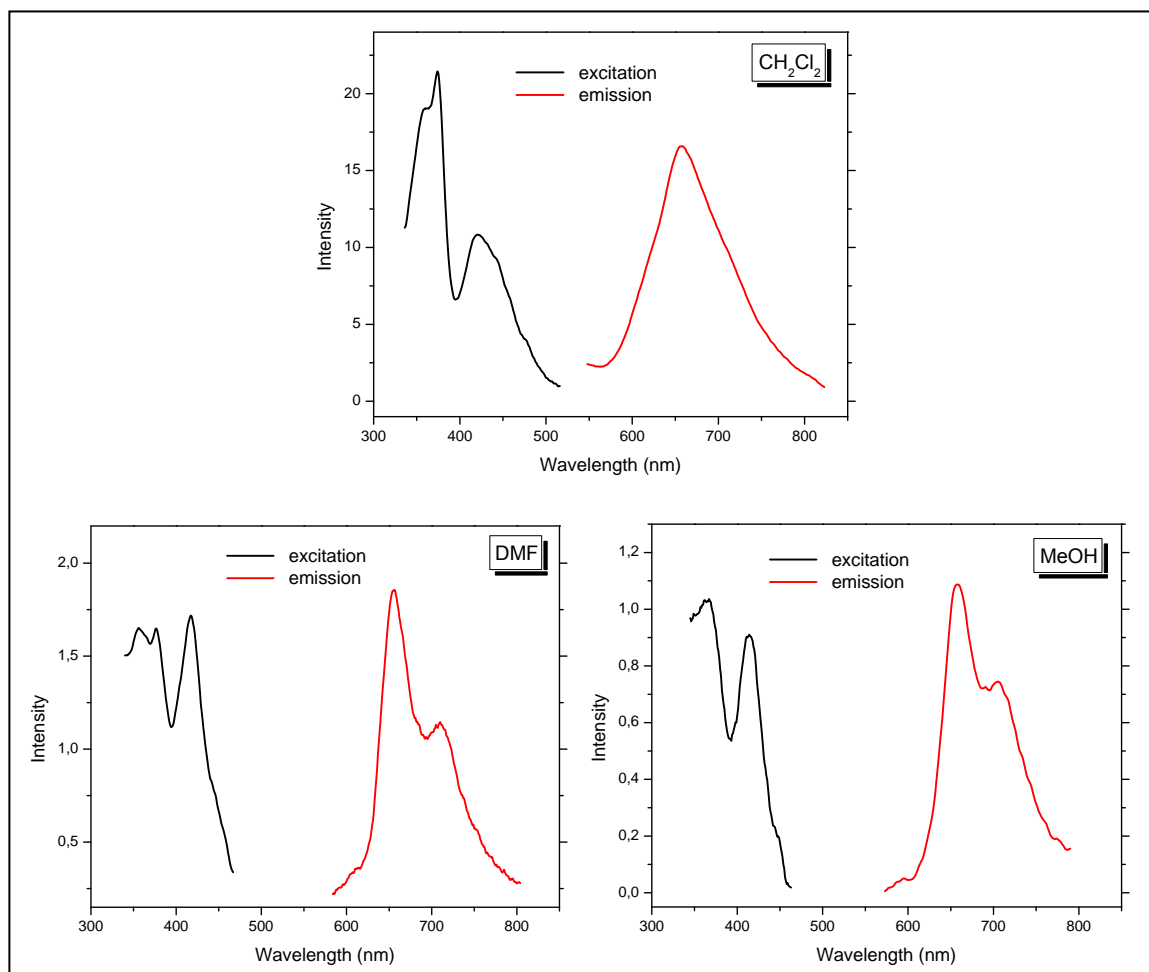 CH₂Cl₂
excitation
emission
20
15
10
5
0
Intensity
300 400 500 600 700 800
Wavelength (nm)
DMF
excitation
emission
2,0
1,5
1,0
0,5
Intensity
300 400 500 600 700 800
Wavelength (nm)
MeOH
excitation
emission
1,2
1,0
0,8
0,6
0,4
0,2
0,0
Intensity
300 400 500 600 700 800
Wavelength (nm)